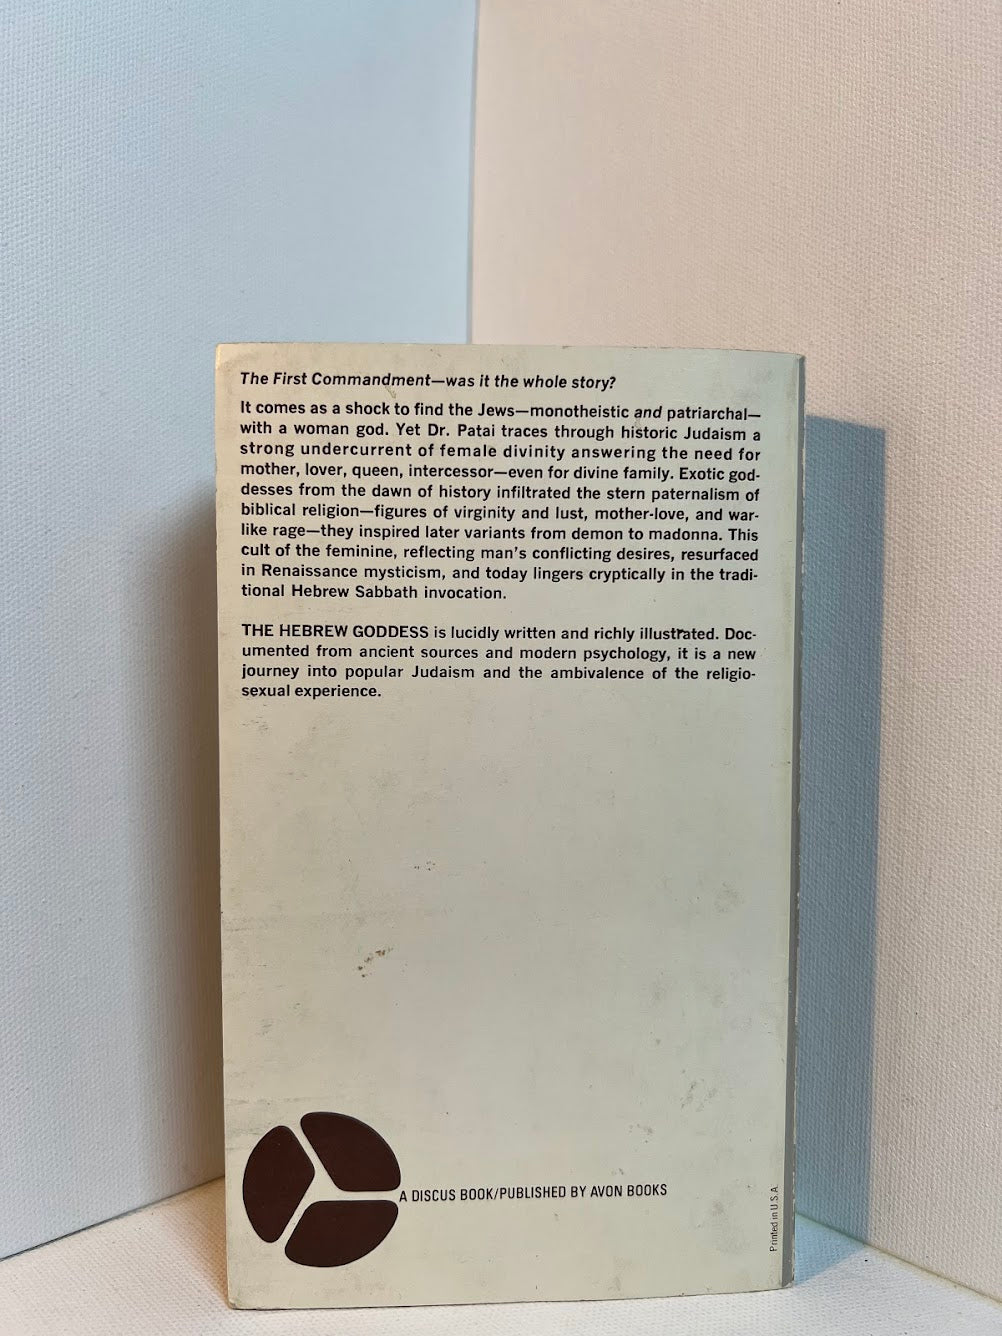 The First Commandment—was it the whole story?
It comes as a shock to find the Jews—monotheistic and patriarchal—
with a woman god. Yet Dr. Patai traces through historic Judaism a
strong undercurrent of female divinity answering the need for
mother, lover, queen, intercessor—even for divine family. Exotic god-
desses from the dawn of history infiltrated the stern paternalism of
biblical religion—figures of virginity and lust, mother-love, and war-
like rage—they inspired later variants from demon to madonna. This
cult of the feminine, reflecting man's conflicting desires, resurfaced
in Renaissance mysticism, and today lingers cryptically in the tradi-
tional Hebrew Sabbath invocation.
THE HEBREW GODDESS is lucidly written and richly illustrated. Doc-
umented from ancient sources and modern psychology, it is a new
journey into popular Judaism and the ambivalence of the religio-
sexual experience.
A DISCUS BOOK/PUBLISHED BY AVON BOOKS
Printed in U.S.A.